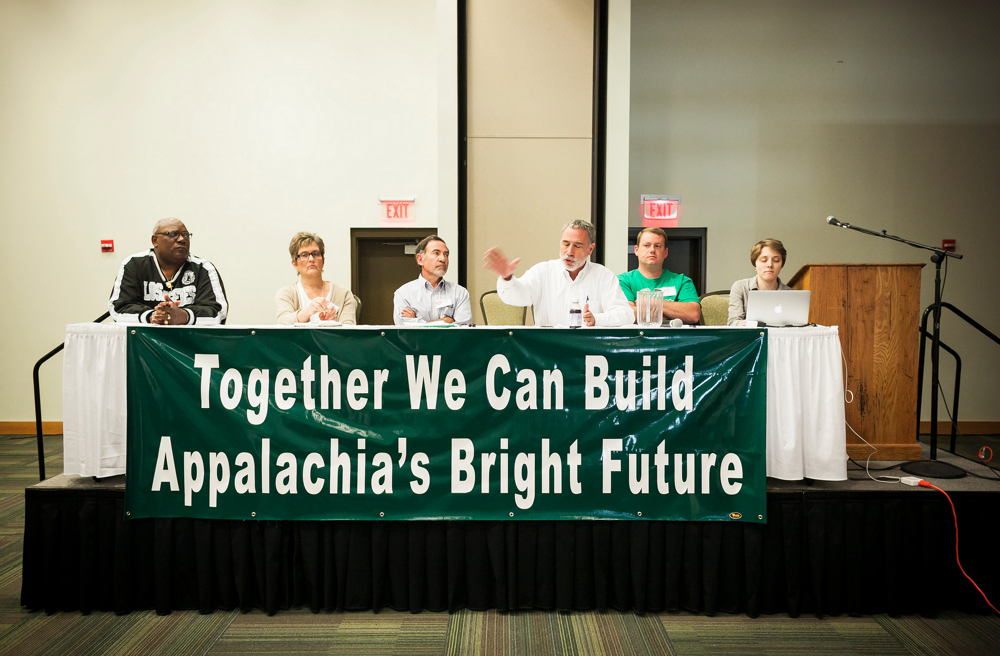 EXIT
EXIT
Together We Can Build
Appalachia's Bright Future